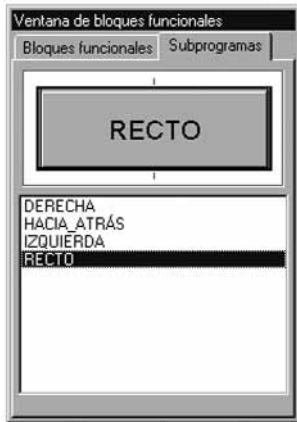 Ventana de bloques funcionales
Bloques funcionales Subprogramas
RECTO
DERECHA
HACIA_ATRÁS
IZQUIERDA
RECTO